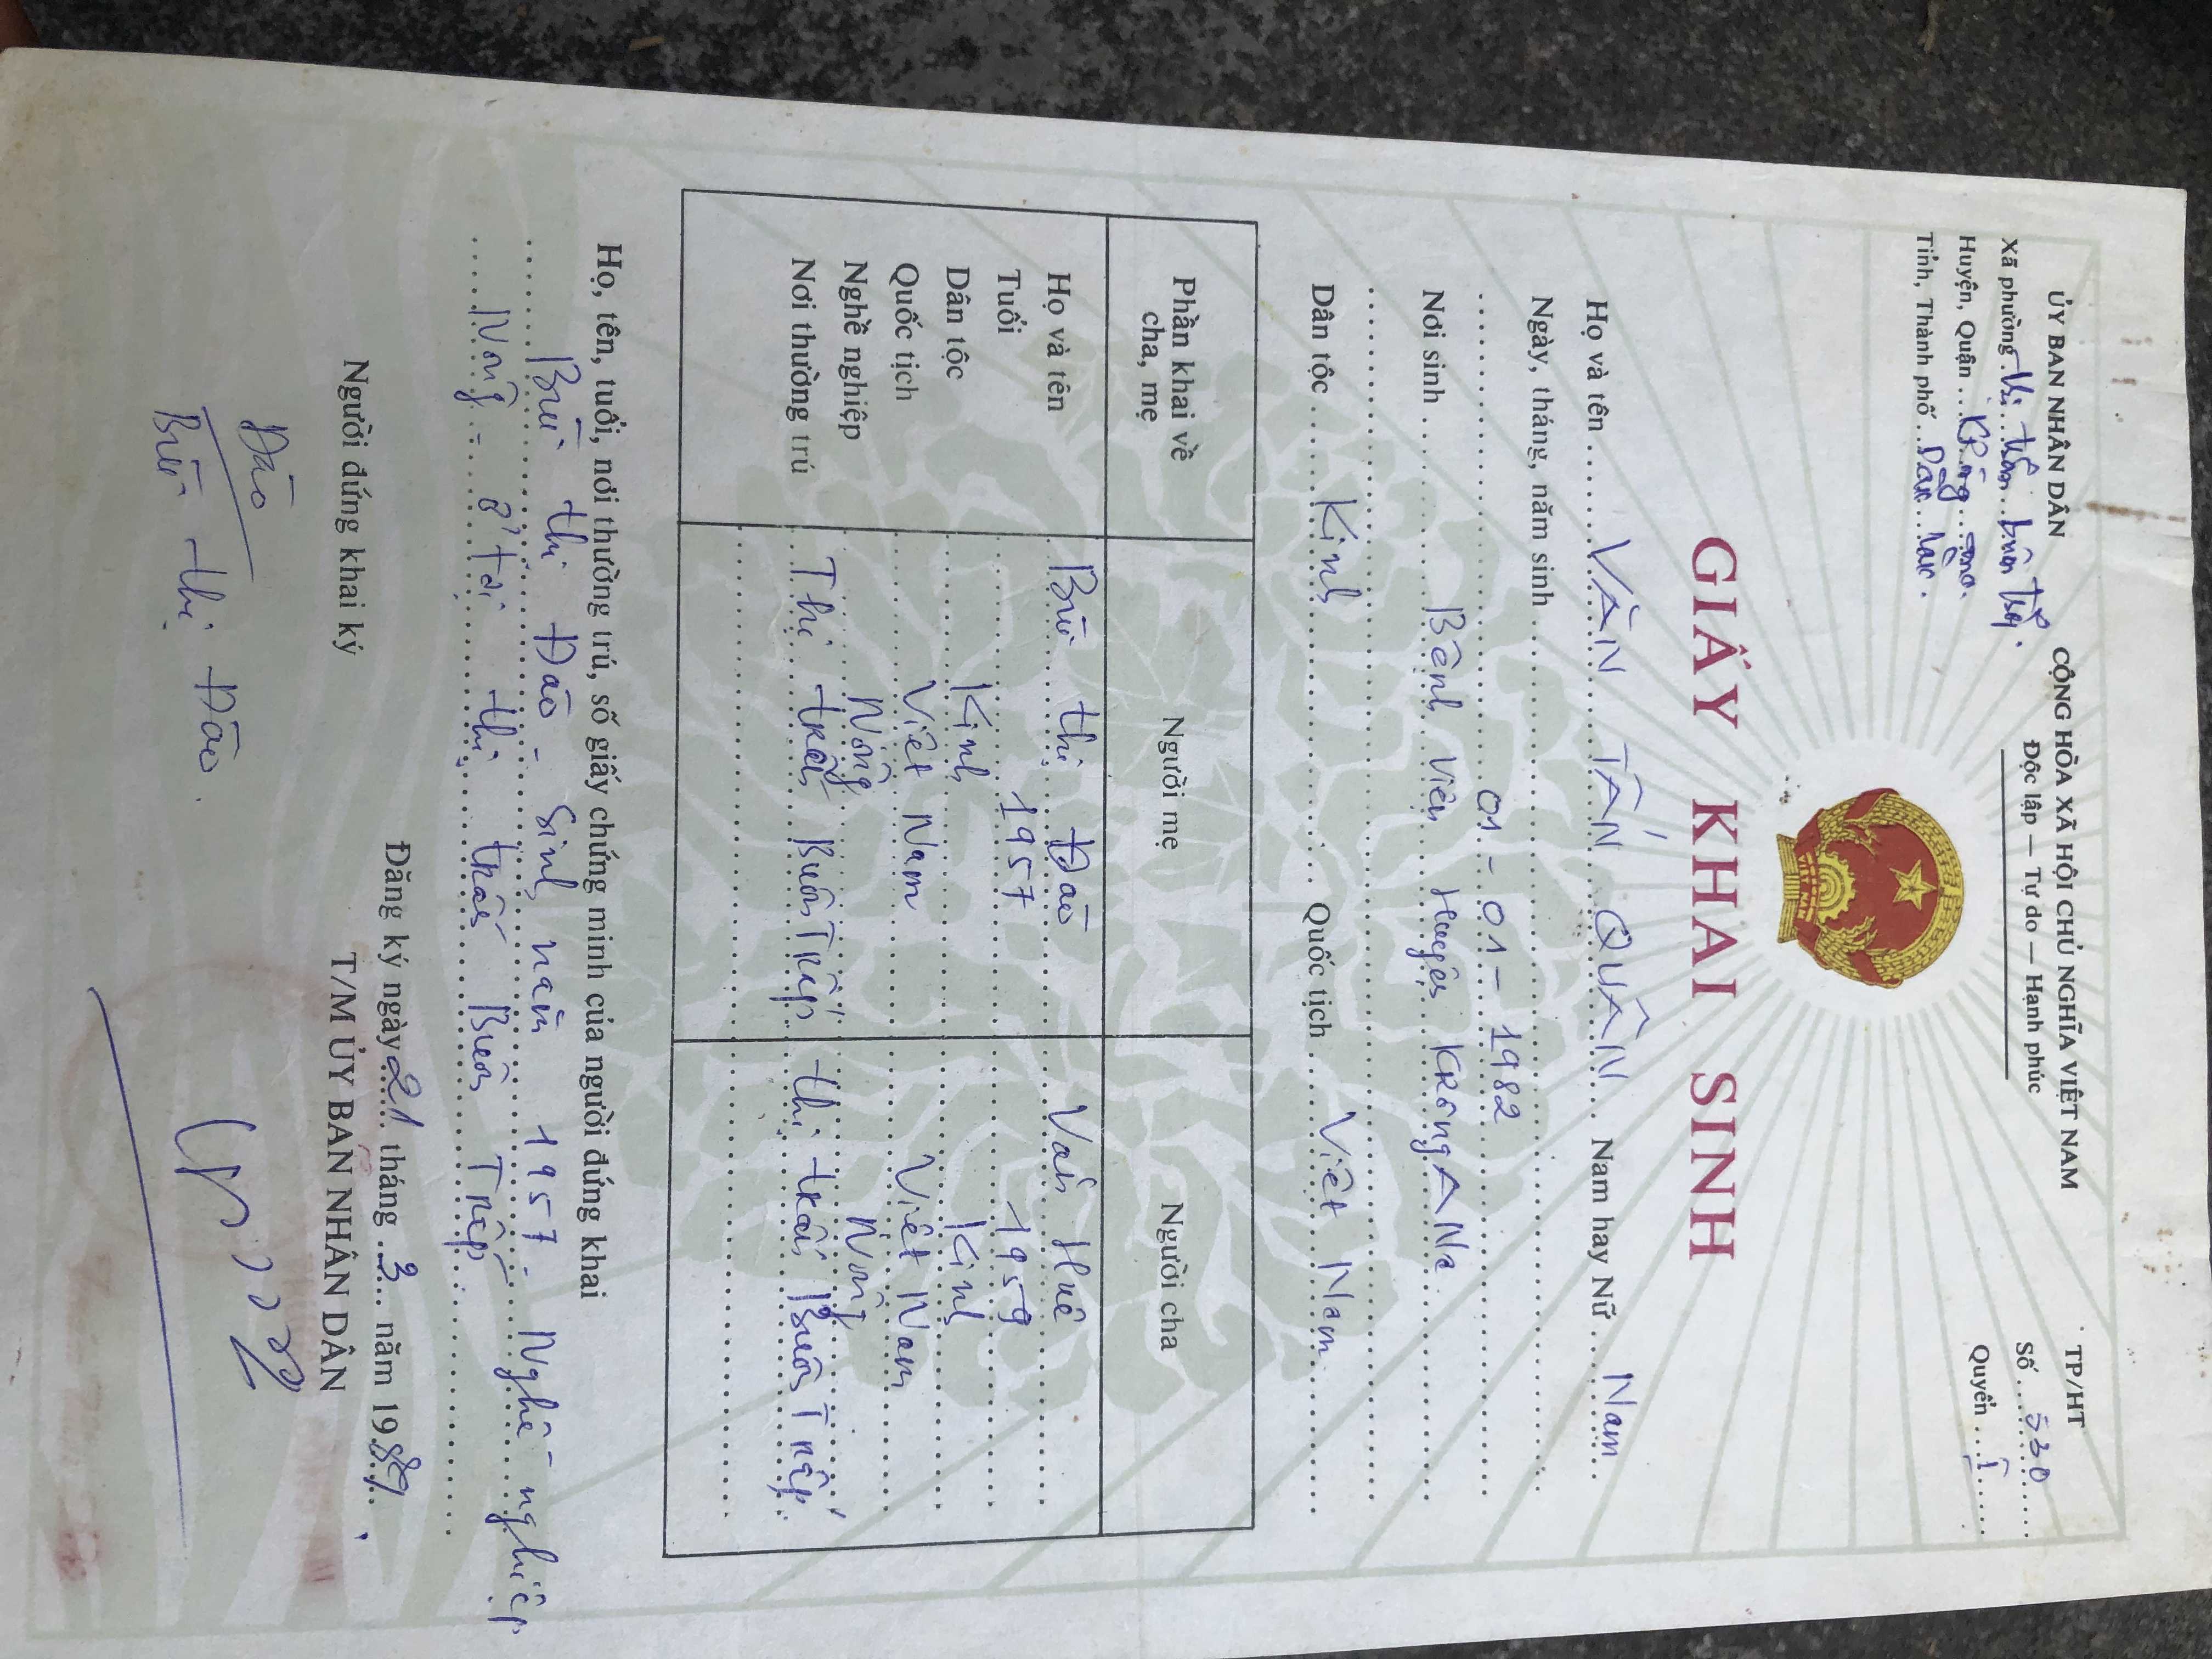 ỦY BAN NHÂN DÂN
Xã phường Thị trấn buôn trấp.
Huyện, Quận KRông ana.
Tỉnh, Thành phố Dak lak.
CỘNG HÒA XÃ HỘI CHỦ NGHĨA VIỆT NAM
Độc lập — Tự do — Hạnh phúc
TP/HT
Số 530
Quyển I
GIẤY KHAI SINH
Họ và tên VĂN TẤN QUÂN Nam hay Nữ Nam
Ngày, tháng, năm sinh
01 - 01 - 1982
Nơi sinh Bệnh viện Huyện KRông ANa
Dân tộc Kinh Quốc tịch Việt Nam
Phần khai về cha, mẹ Người mẹ Người cha
Họ và tên Bùi thị Đào Văn Huê
Tuổi 1957 1959
Dân tộc Kinh Kinh
Quốc tịch Việt Nam Việt Nam
Nghề nghiệp Nông Nông
Nơi thường trú Thị trấn Buôn Trấp thị trấn Buôn Trấp
Họ, tên, tuổi, nơi thường trú, số giấy chứng minh của người đứng khai
Bùi thị Đào - Sinh năm 1957 - Nghề nghiệp
Nông - ở tại thị trấn Buôn Trấp
Đăng ký ngày 21 tháng 3 năm 1989
Người đứng khai ký
T/M ỦY BAN NHÂN DÂN
Đào
Bùi thị Đào.